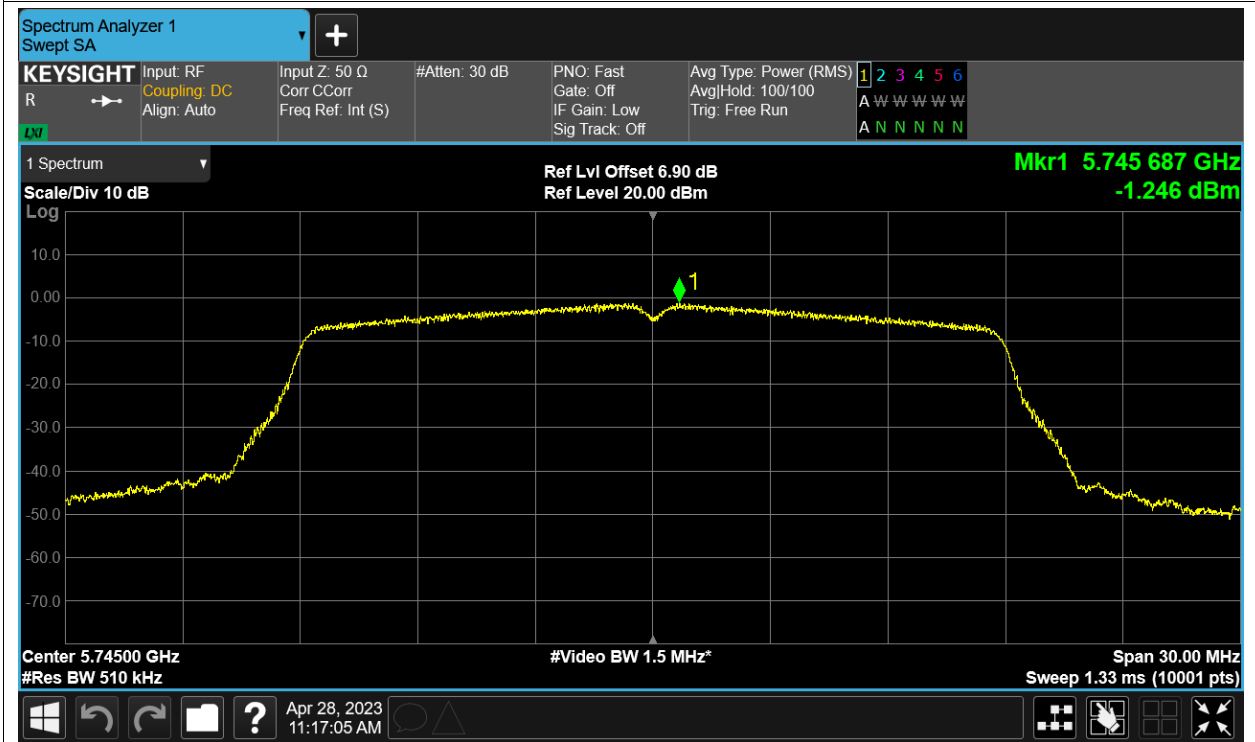 Spectrum Analyzer 1
Swept SA
KEYSIGHT
R
LXI
Input: RF
Coupling: DC
Align: Auto
Input Z: 50 Ω
Corr CCorr
Freq Ref: Int (S)
#Atten: 30 dB
PNO: Fast
Gate: Off
IF Gain: Low
Sig Track: Off
Avg Type: Power (RMS)
Avg|Hold: 100/100
Trig: Free Run
1 2 3 4 5 6
A W W W W W
A N N N N N
1 Spectrum
Scale/Div 10 dB
Log
Ref Lvl Offset 6.90 dB
Ref Level 20.00 dBm
Mkr1 5.745 687 GHz
-1.246 dBm
1
10.0
0.00
-10.0
-20.0
-30.0
-40.0
-50.0
-60.0
-70.0
Center 5.74500 GHz
#Res BW 510 kHz
#Video BW 1.5 MHz*
Span 30.00 MHz
Sweep 1.33 ms (10001 pts)
?
Apr 28, 2023
11:17:05 AM